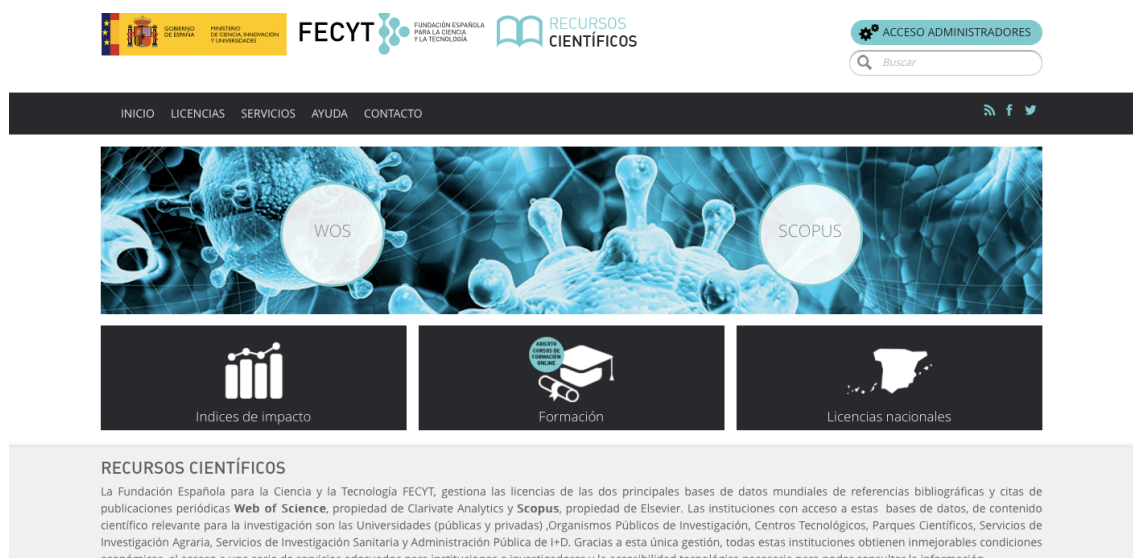 GOBIERNO
DE ESPAÑA
MINISTERIO
DE CIENCIA, INNOVACIÓN
Y UNIVERSIDADES
FECYT
FUNDACIÓN ESPAÑOLA
PARA LA CIENCIA
Y LA TECNOLOGÍA
RECURSOS
CIENTÍFICOS
ACCESO ADMINISTRADORES
Buscar
INICIO LICENCIAS SERVICIOS AYUDA CONTACTO
WOS
SCOPUS
ABIERTO
CURSOS DE
FORMACIÓN
ONLINE
Indices de impacto
Formación
Licencias nacionales
RECURSOS CIENTÍFICOS
La Fundación Española para la Ciencia y la Tecnología FECYT, gestiona las licencias de las dos principales bases de datos mundiales de referencias bibliográficas y citas de
publicaciones periódicas Web of Science, propiedad de Clarivate Analytics y Scopus, propiedad de Elsevier. Las instituciones con acceso a estas bases de datos, de contenido
científico relevante para la investigación son las Universidades (públicas y privadas) ,Organismos Públicos de Investigación, Centros Tecnológicos, Parques Científicos, Servicios de
Investigación Agraria, Servicios de Investigación Sanitaria y Administración Pública de I+D. Gracias a esta única gestión, todas estas instituciones obtienen inmejorables condiciones